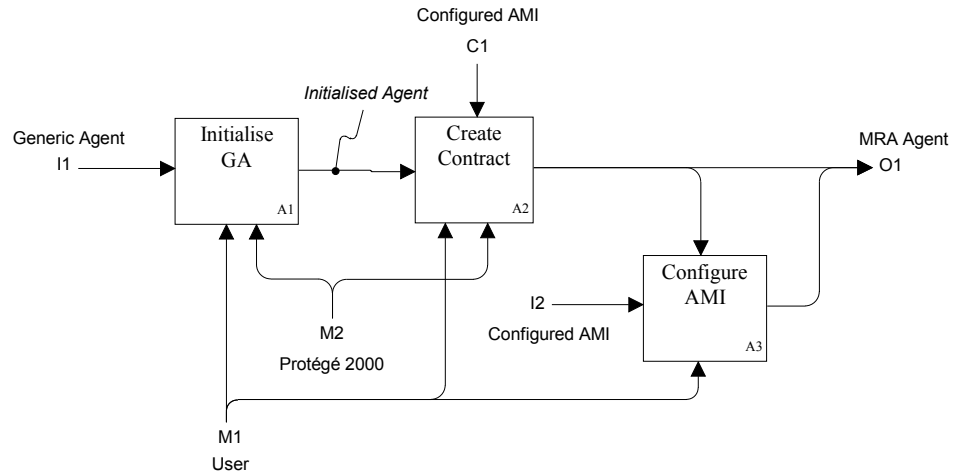 Configured AMI
C1
Initialised Agent
Generic Agent
I1
Initialise
GA
A1
Create
Contract
A2
MRA Agent
O1
Configure
AMI
A3
I2
Configured AMI
M2
Protégé 2000
M1
User